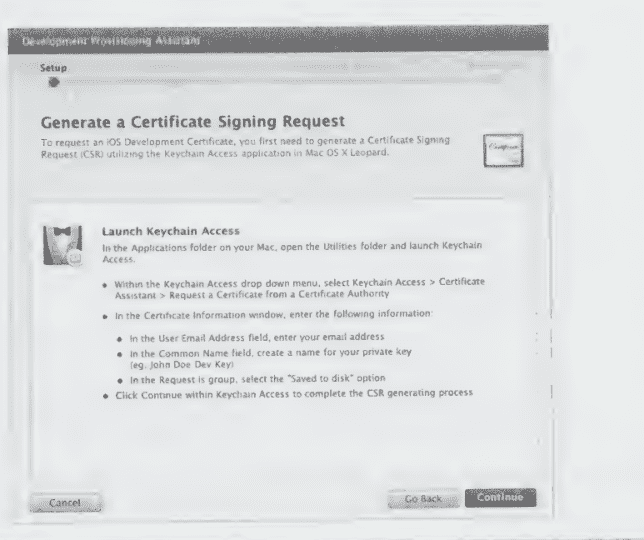 Development Provisioning Assistant
Setup
Generate a Certificate Signing Request
To request an iOS Development Certificate, you first need to generate a Certificate Signing
Request (CSR) utilizing the Keychain Access application in Mac OS X Leopard.
Certificate
Launch Keychain Access
In the Applications folder on your Mac, open the Utilities folder and launch Keychain
Access.
• Within the Keychain Access drop down menu, select Keychain Access > Certificate
Assistant > Request a Certificate from a Certificate Authority
• In the Certificate Information window, enter the following information:
• In the User Email Address field, enter your email address
• In the Common Name field, create a name for your private key
(eg. John Doe Dev Key)
• In the Request is group, select the "Saved to disk" option
• Click Continue within Keychain Access to complete the CSR generating process
Cancel
Go Back
Continue